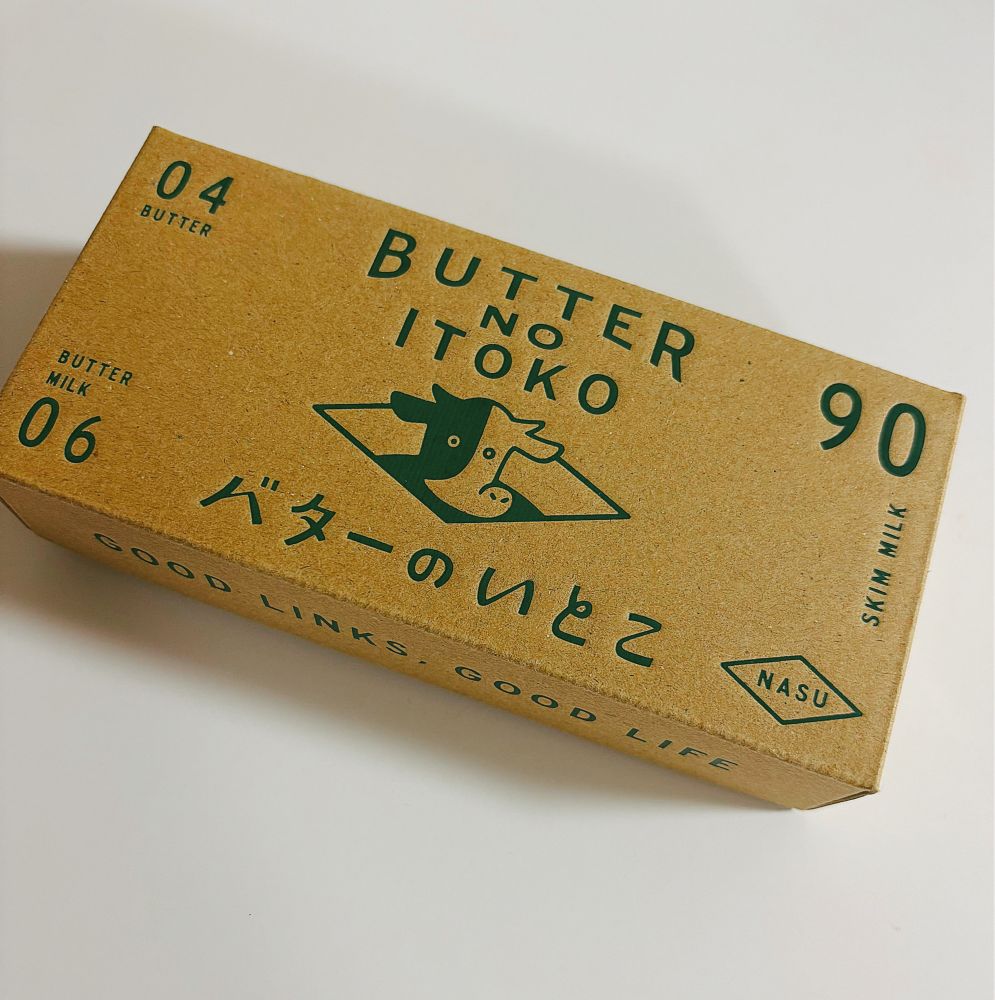 04
BUTTER
BUTTER
NO
ITOKO
90
SKIM MILK
BUTTER
MILK
06
バターのいとこ
NASU
GOOD LINKS, GOOD LIFE